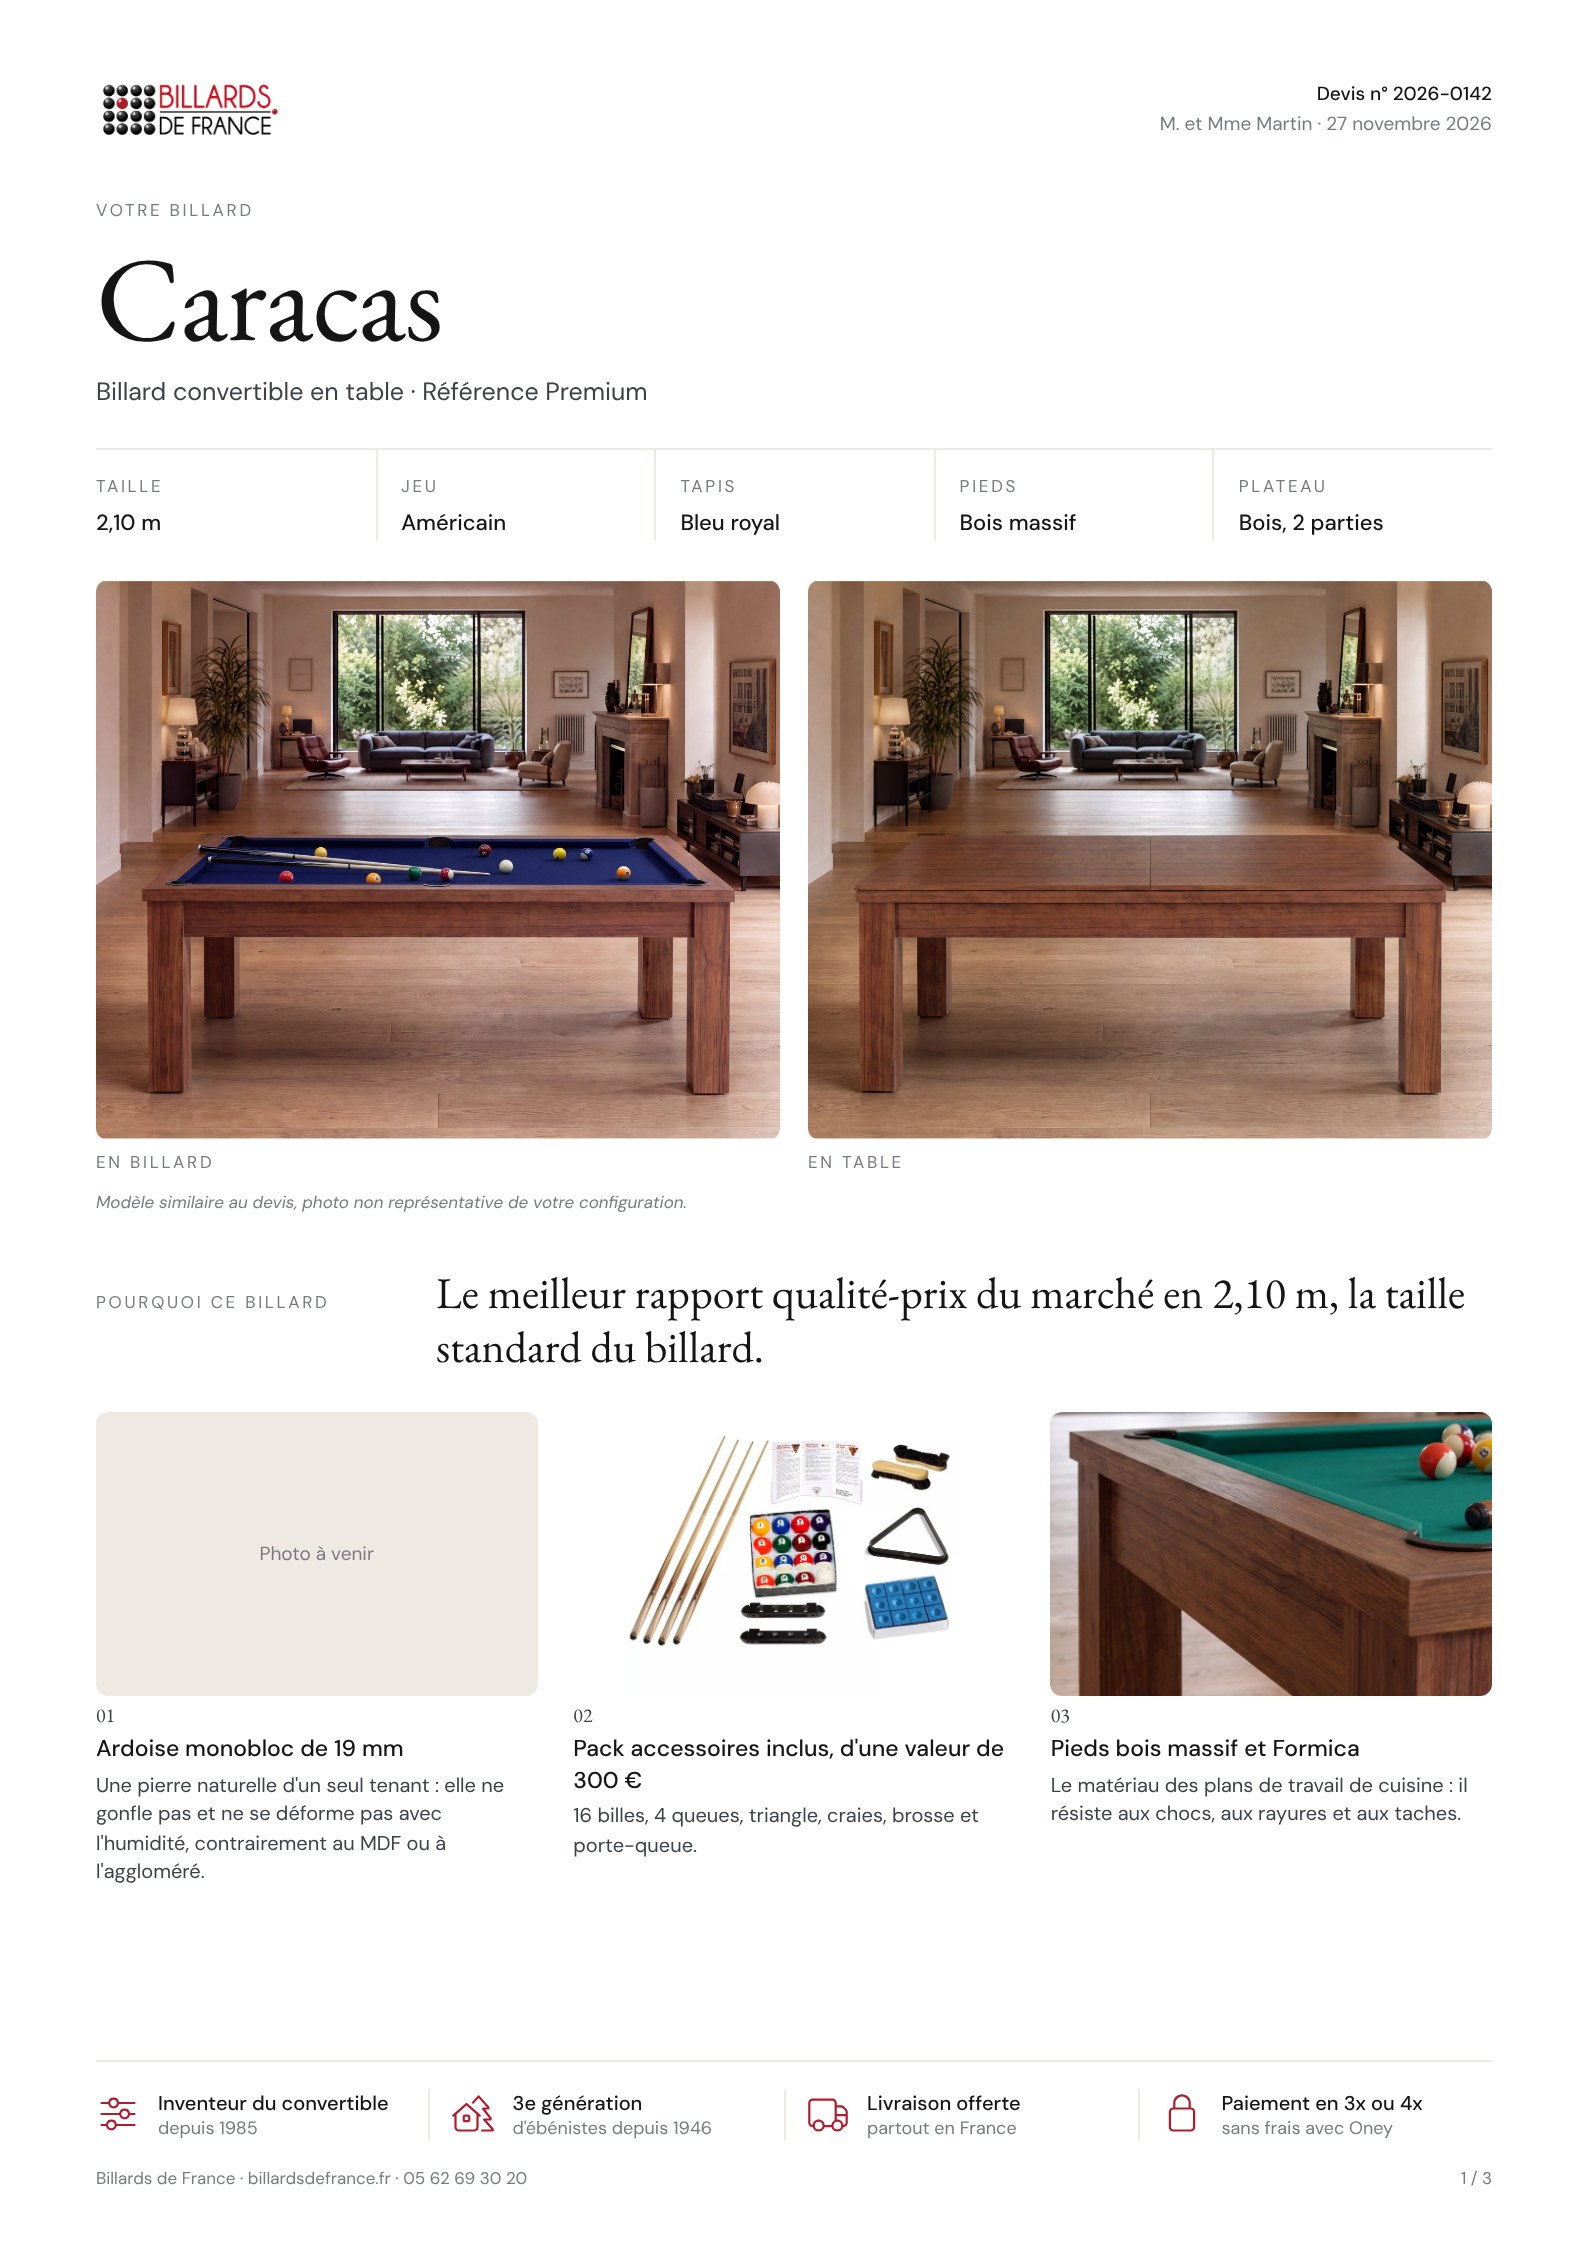 BILLARDS
DE FRANCE
Devis n° 2026-0142
M. et Mme Martin · 27 novembre 2026
VOTRE BILLARD
Caracas
Billard convertible en table · Référence Premium
TAILLE
2,10 m
JEU
Américain
TAPIS
Bleu royal
PIEDS
Bois massif
PLATEAU
Bois, 2 parties
EN BILLARD
EN TABLE
Modèle similaire au devis, photo non représentative de votre configuration.
POURQUOI CE BILLARD
Le meilleur rapport qualité-prix du marché en 2,10 m, la taille
standard du billard.
Photo à venir
01
Ardoise monobloc de 19 mm
Une pierre naturelle d'un seul tenant : elle ne
gonfle pas et ne se déforme pas avec
l'humidité, contrairement au MDF ou à
l'aggloméré.
02
Pack accessoires inclus, d'une valeur de
300 €
16 billes, 4 queues, triangle, craies, brosse et
porte-queue.
03
Pieds bois massif et Formica
Le matériau des plans de travail de cuisine : il
résiste aux chocs, aux rayures et aux taches.
Inventeur du convertible
depuis 1985
3e génération
d'ébénistes depuis 1946
Livraison offerte
partout en France
Paiement en 3x ou 4x
sans frais avec Oney
Billards de France · billardsdefrance.fr · 05 62 69 30 20
1 / 3